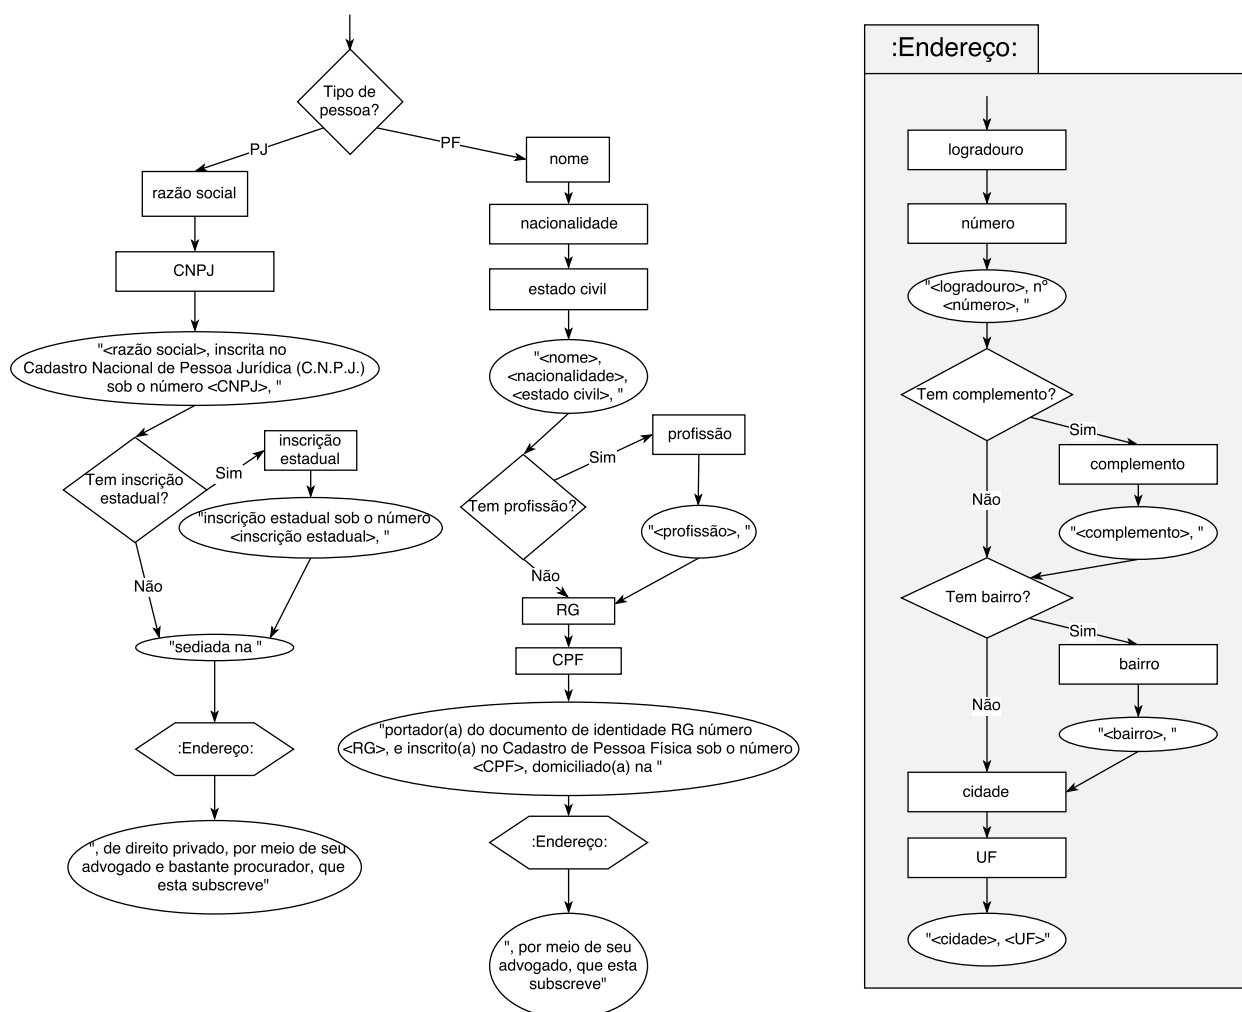 Tipo de
pessoa?
PJ
PF
razão social
CNPJ
"<razão social>, inscrita no
Cadastro Nacional de Pessoa Jurídica (C.N.P.J.)
sob o número <CNPJ>, "
Tem inscrição
estadual?
Sim
inscrição
estadual
"inscrição estadual sob o número
<inscrição estadual>, "
Não
"sediada na "
:Endereço:
", de direito privado, por meio de seu
advogado e bastante procurador, que
esta subscreve"
nome
nacionalidade
estado civil
"<nome>,
<nacionalidade>,
<estado civil>, "
Tem profissão?
Sim
profissão
"<profissão>, "
Não
RG
CPF
"portador(a) do documento de identidade RG número
<RG>, e inscrito(a) no Cadastro de Pessoa Física sob o número
<CPF>, domiciliado(a) na "
:Endereço:
", por meio de seu
advogado, que esta
subscreve"
:Endereço:
logradouro
número
"<logradouro>, nº
<número>, "
Tem complemento?
Sim
complemento
"<complemento>, "
Não
Tem bairro?
Sim
bairro
"<bairro>, "
Não
cidade
UF
"<cidade>, <UF>"